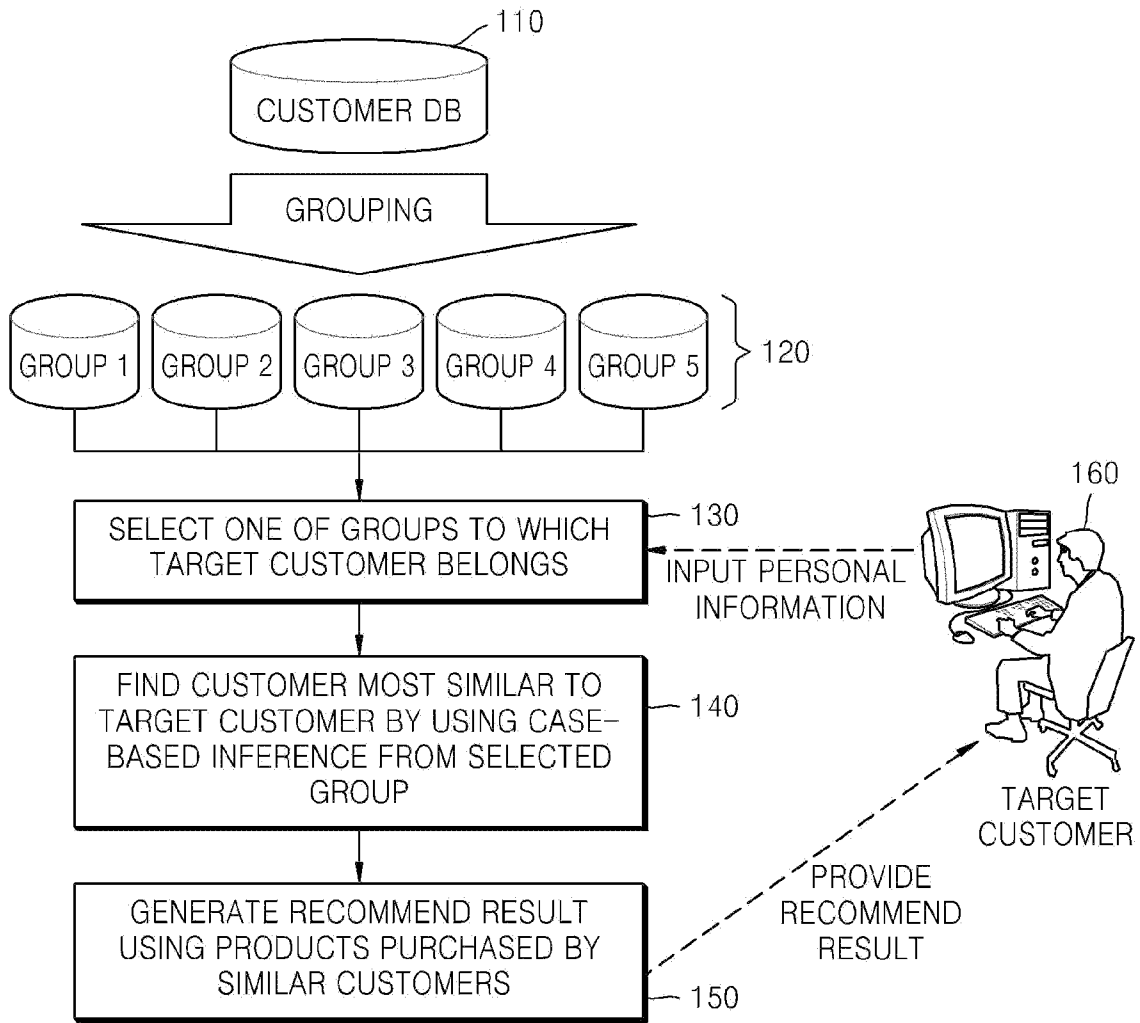 110
CUSTOMER DB
GROUPING
GROUP 1
GROUP 2
GROUP 3
GROUP 4
GROUP 5
120
SELECT ONE OF GROUPS TO WHICH
TARGET CUSTOMER BELONGS
130
INPUT PERSONAL
INFORMATION
160
TARGET
CUSTOMER
FIND CUSTOMER MOST SIMILAR TO
TARGET CUSTOMER BY USING CASE-
BASED INFERENCE FROM SELECTED
GROUP
140
GENERATE RECOMMEND RESULT
USING PRODUCTS PURCHASED BY
SIMILAR CUSTOMERS
150
PROVIDE
RECOMMEND
RESULT